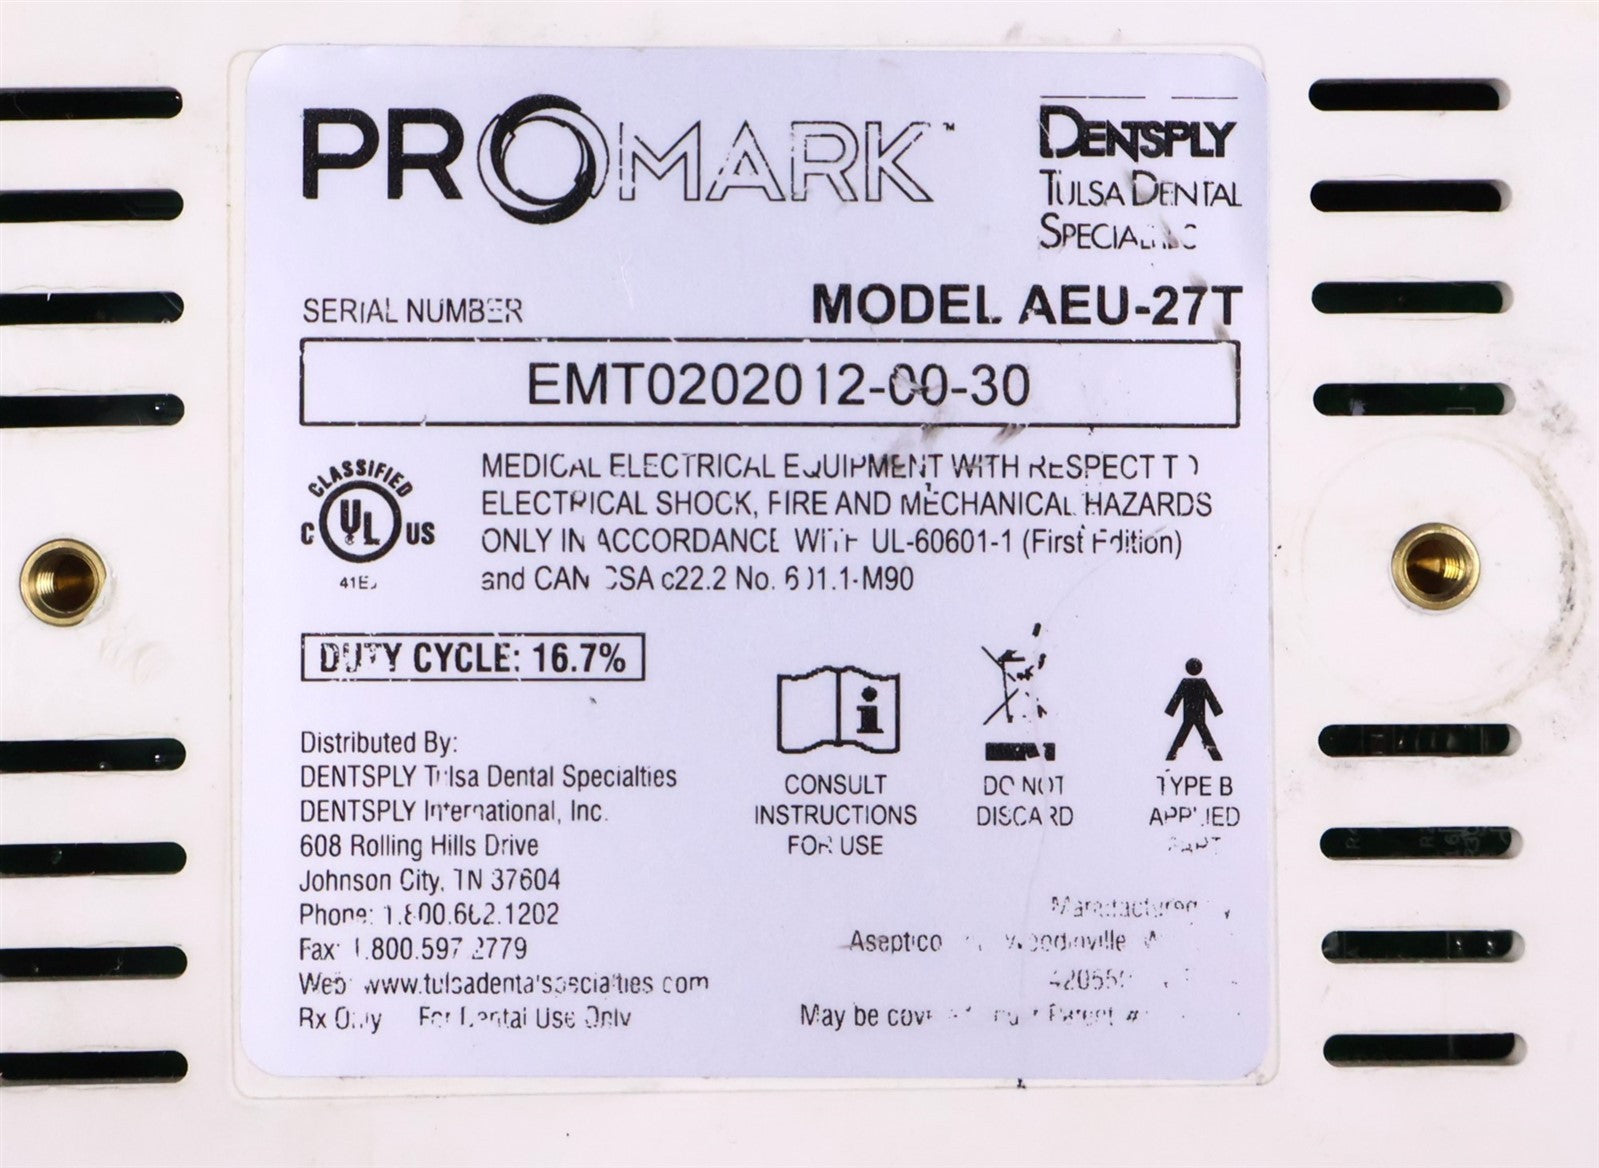 PROMARK™
DENTSPLY
TULSA DENTAL
SPECIALTIES
SERIAL NUMBER
MODEL AEU-27T
EMT0202012-00-30
CLASSIFIED
C UL US
MEDICAL ELECTRICAL EQUIPMENT WITH RESPECT TO
ELECTRICAL SHOCK, FIRE AND MECHANICAL HAZARDS
ONLY IN ACCORDANCE WITH UL-60601-1 (First Edition)
and CAN CSA c22.2 No. 601.1-M90
DUTY CYCLE: 16.7%
CONSULT
INSTRUCTIONS
FOR USE
DO NOT
DISCARD
TYPE B
APPLIED
PART
Distributed By:
DENTSPLY Tulsa Dental Specialties
DENTSPLY International, Inc.
608 Rolling Hills Drive
Johnson City, TN 37604
Phone: 1.800.662.1202
Fax: 1.800.597.2779
Web: www.tulsadentalspecialties.com
Rx Only For Dental Use Only
Manufactured
Aseptico Woodinville
May be Patent #